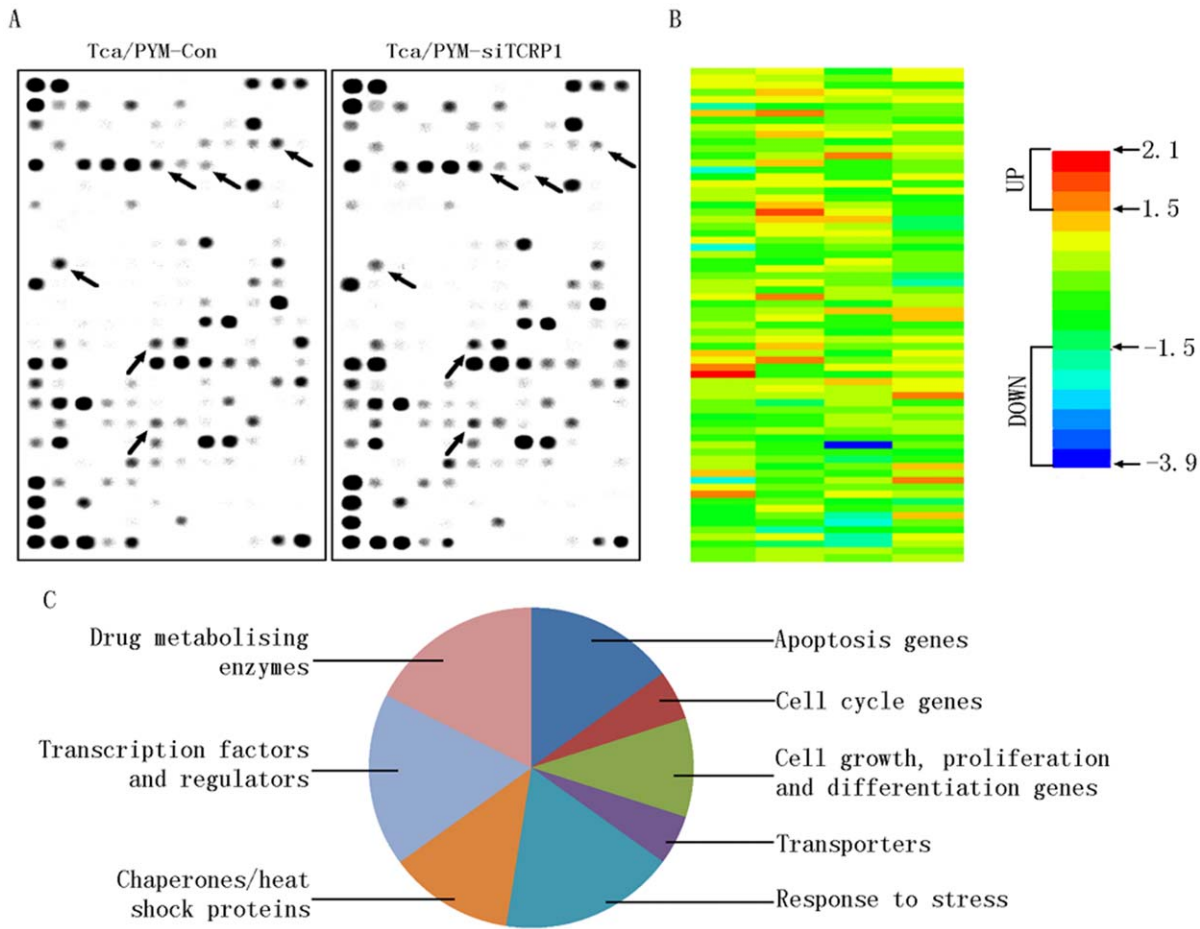 A
B
Tca/PYM-Con
Tca/PYM-siTCRP1
UP
2.1
1.5
DOWN
-1.5
-3.9
C
Drug metabolising
enzymes
Transcription factors
and regulators
Chaperones/heat
shock proteins
Apoptosis genes
Cell cycle genes
Cell growth, proliferation
and differentiation genes
Transporters
Response to stress